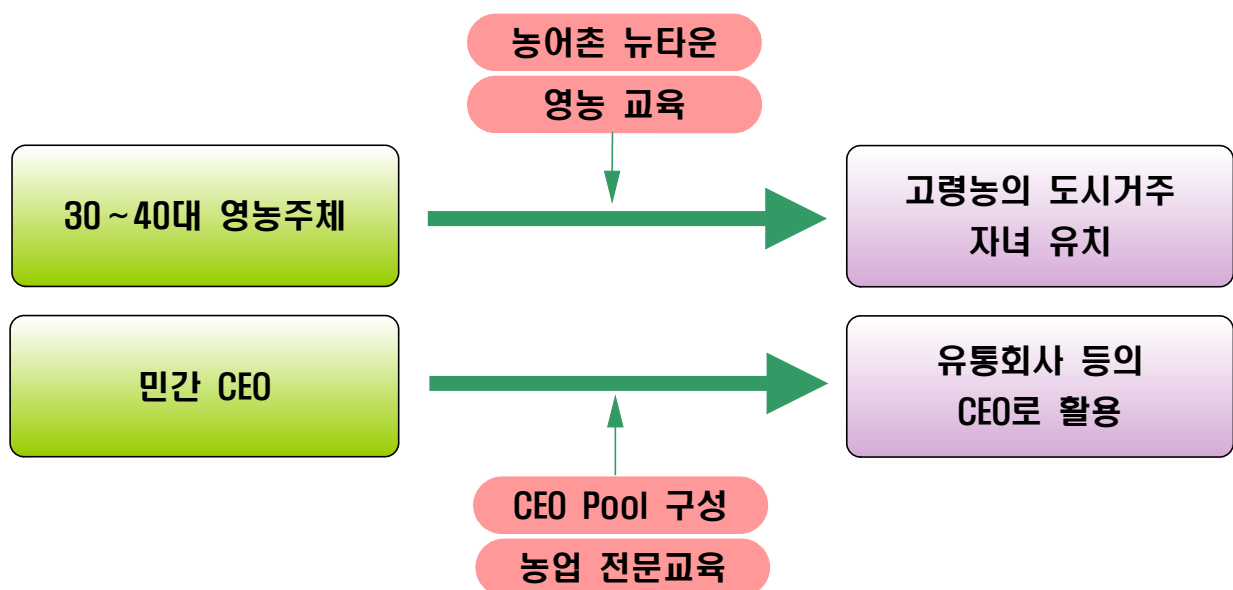 농어촌 뉴타운
영농 교육
30~40대 영농주체
고령농의 도시거주
자녀 유치
민간 CEO
유통회사 등의
CEO로 활용
CEO Pool 구성
농업 전문교육